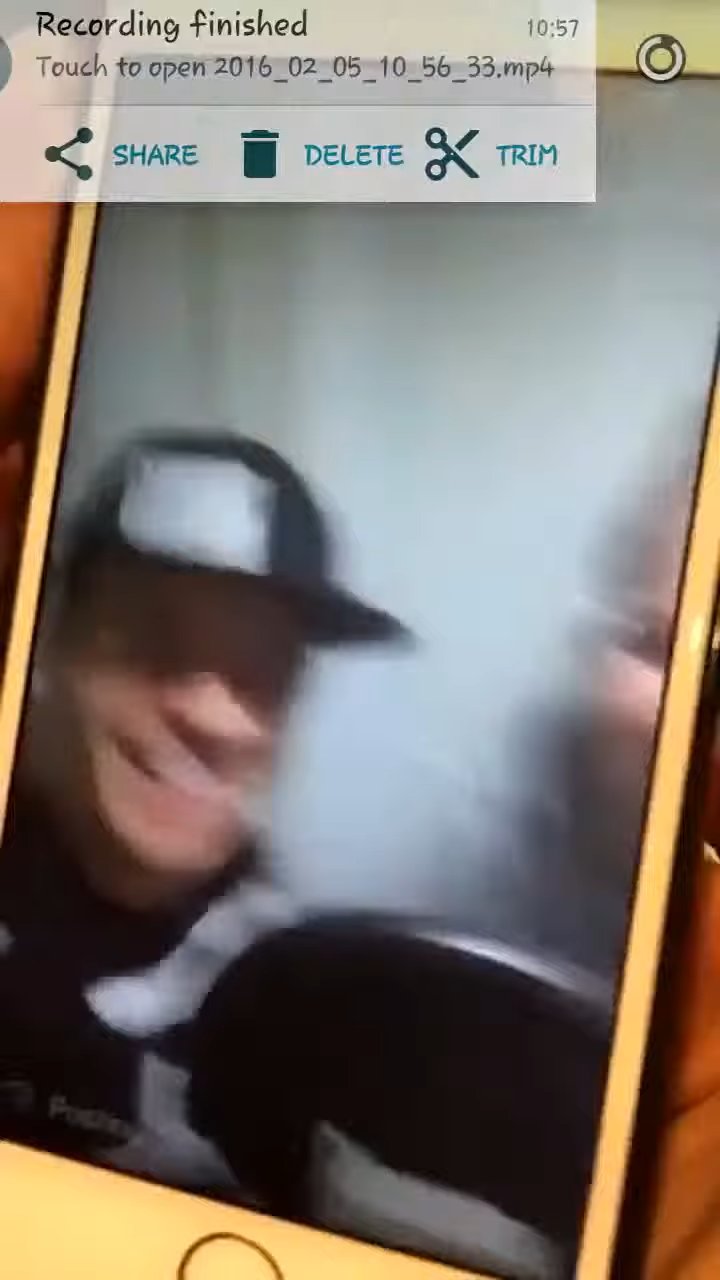 Recording finished
10:57
Touch to open 2016_02_05_10_56_33.mp4
SHARE
DELETE
TRIM